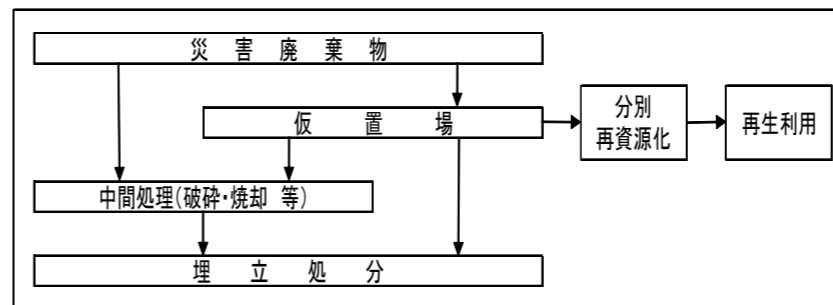 災害廃棄物
仮置場
分別
再資源化
再生利用
中間処理(破砕・焼却 等)
埋立処分